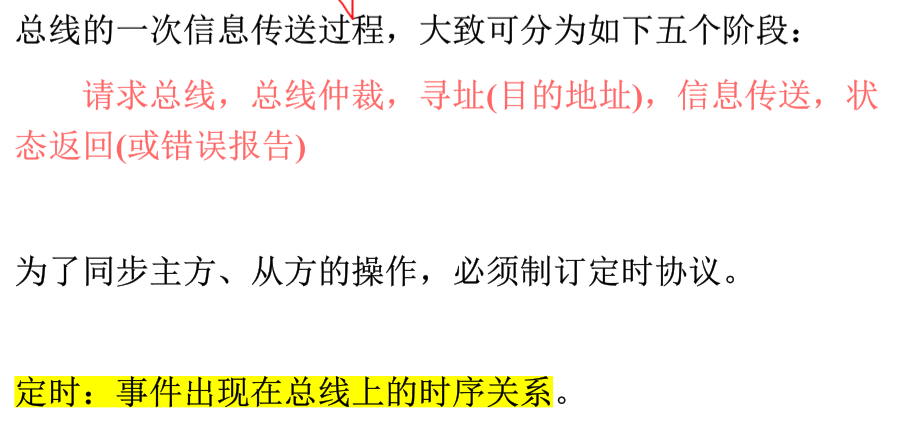 总线的一次信息传送过程，大致可分为如下五个阶段：
请求总线，总线仲裁，寻址(目的地址)，信息传送，状
态返回(或错误报告)
为了同步主方、从方的操作，必须制订定时协议。
定时：事件出现在总线上的时序关系。